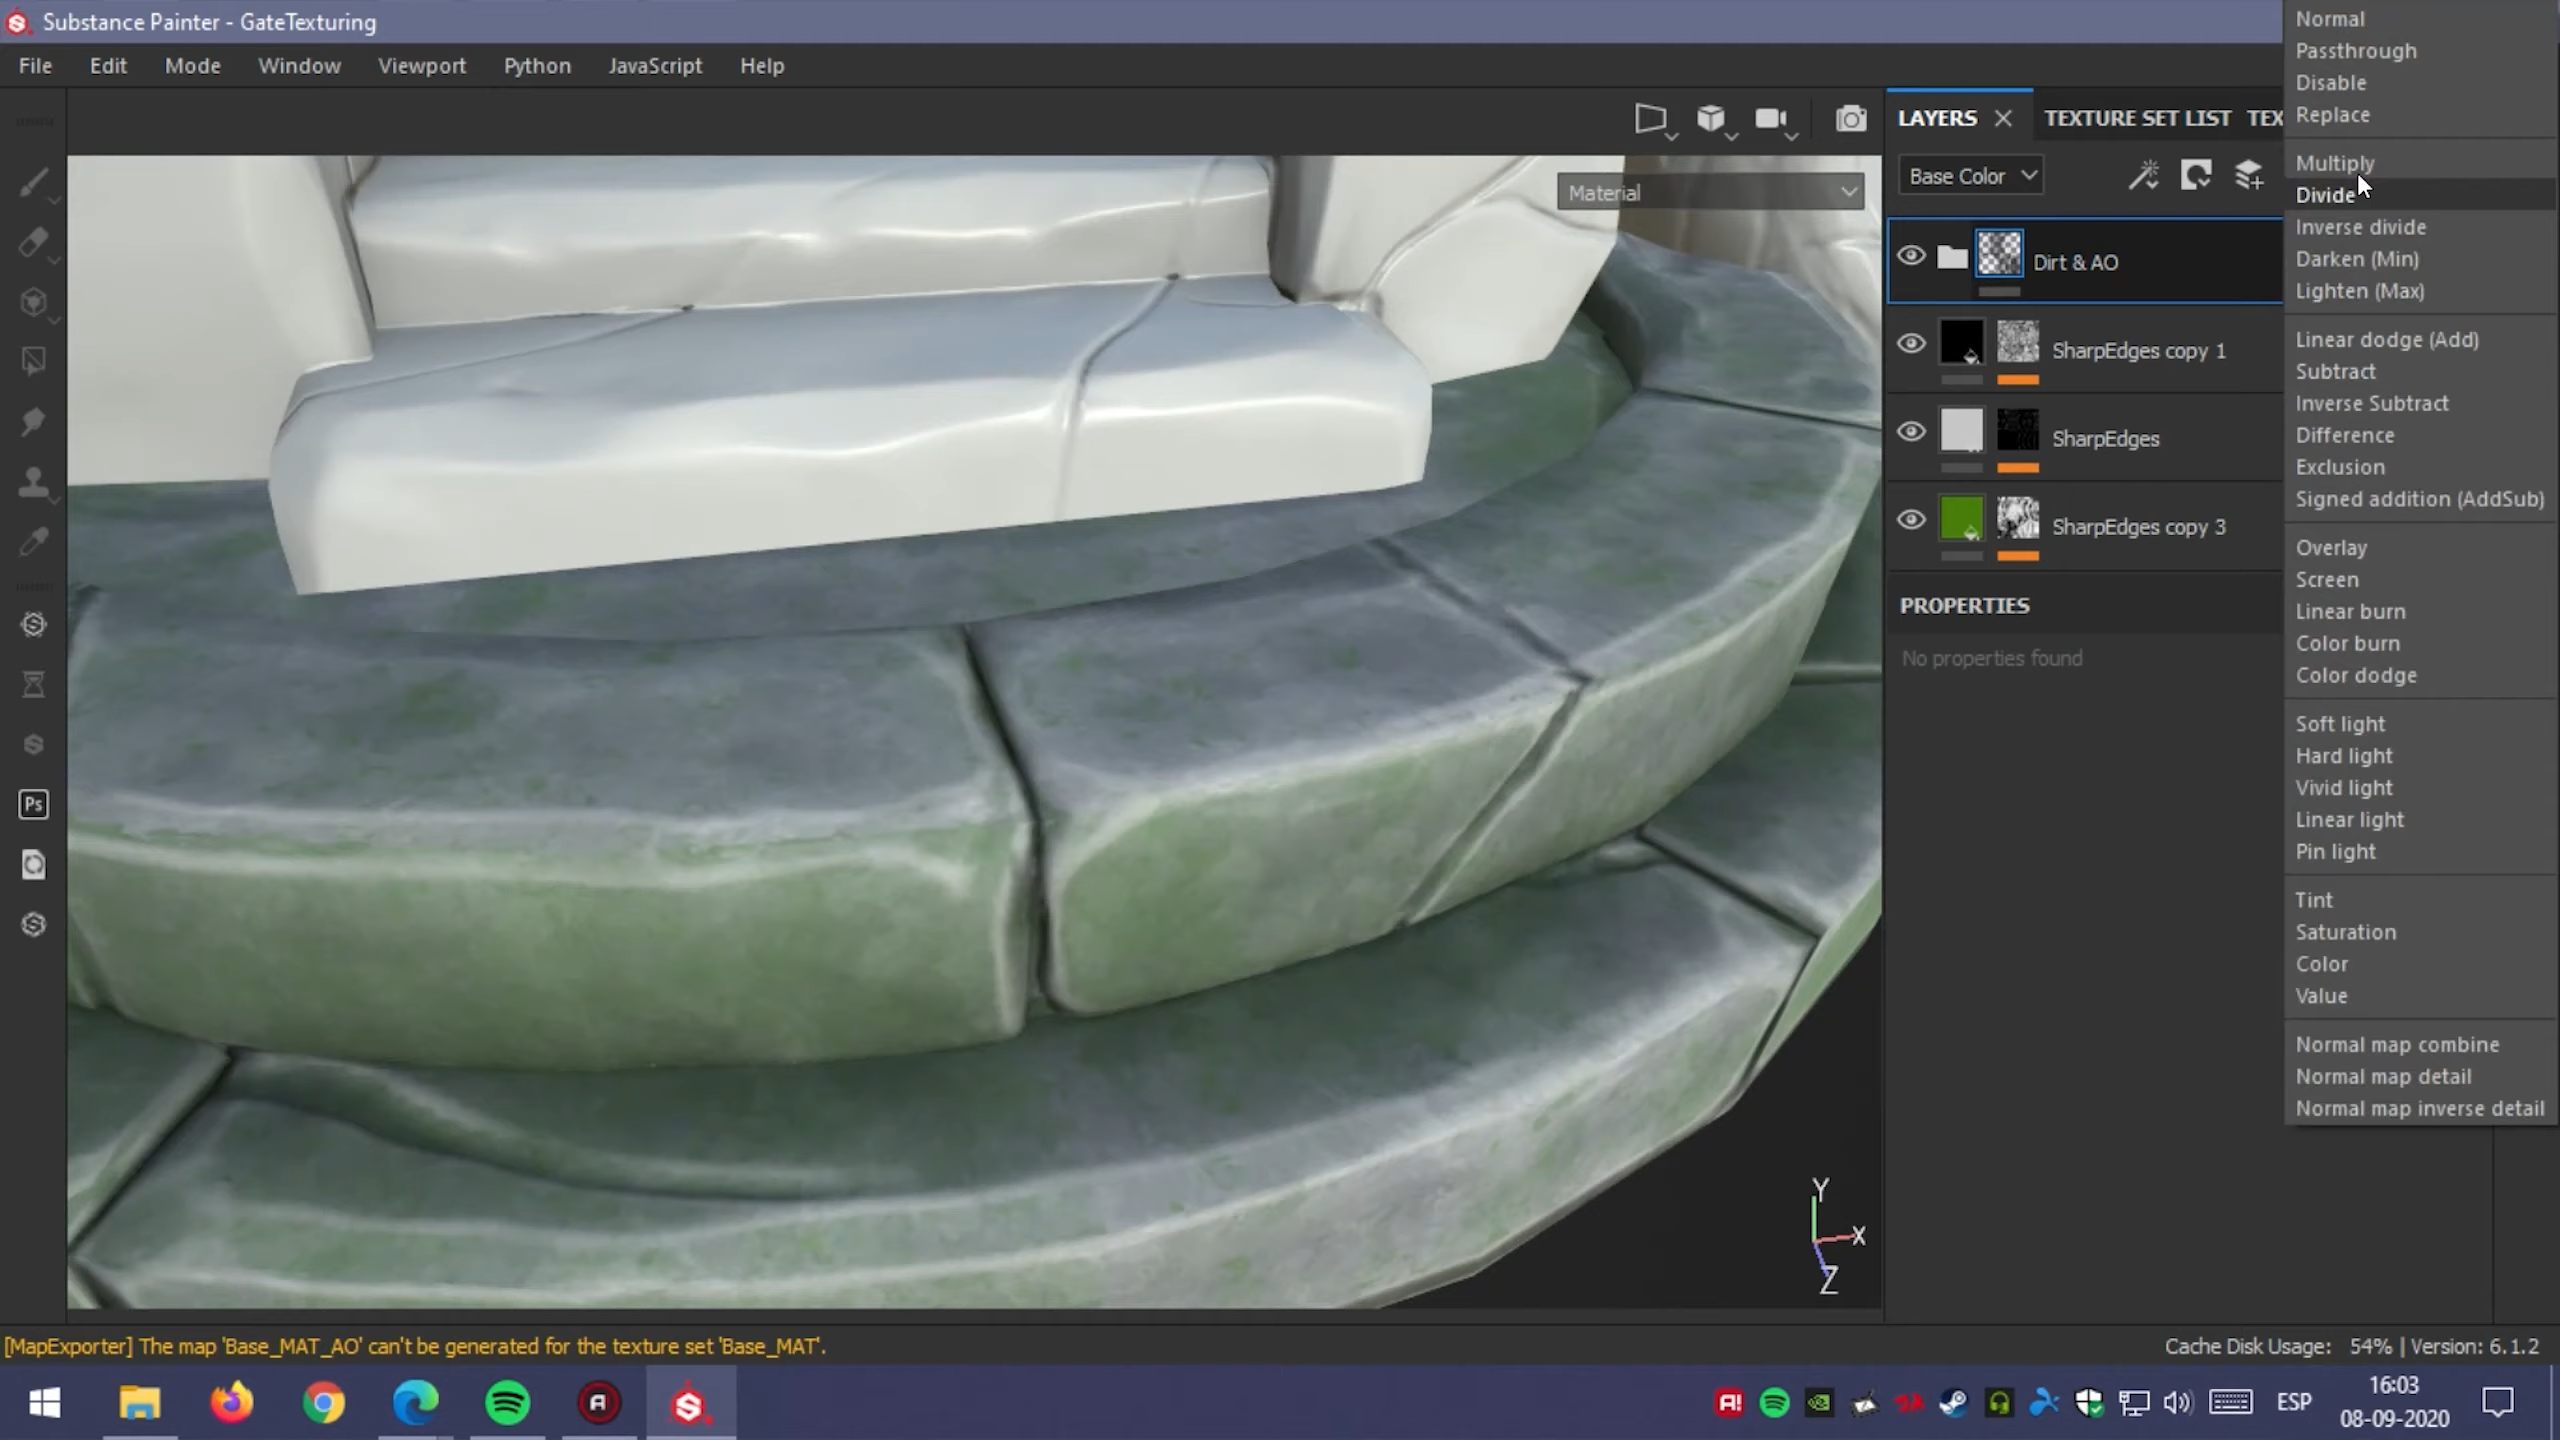 Substance Painter - GateTexturing
File Edit Mode Window Viewport Python JavaScript Help
Material
LAYERS TEXTURE SET LIST TEX
Base Color
Dirt & AO
SharpEdges copy 1
SharpEdges
SharpEdges copy 3
PROPERTIES
No properties found
Normal
Passthrough
Disable
Replace
Multiply
Divide
Inverse divide
Darken (Min)
Lighten (Max)
Linear dodge (Add)
Subtract
Inverse Subtract
Difference
Exclusion
Signed addition (AddSub)
Overlay
Screen
Linear burn
Color burn
Color dodge
Soft light
Hard light
Vivid light
Linear light
Pin light
Tint
Saturation
Color
Value
Normal map combine
Normal map detail
Normal map inverse detail
Ps
Y
X
Z
[MapExporter] The map 'Base_MAT_AO' can't be generated for the texture set 'Base_MAT'.
Cache Disk Usage: 54% | Version: 6.1.2
ESP
16:03
08-09-2020